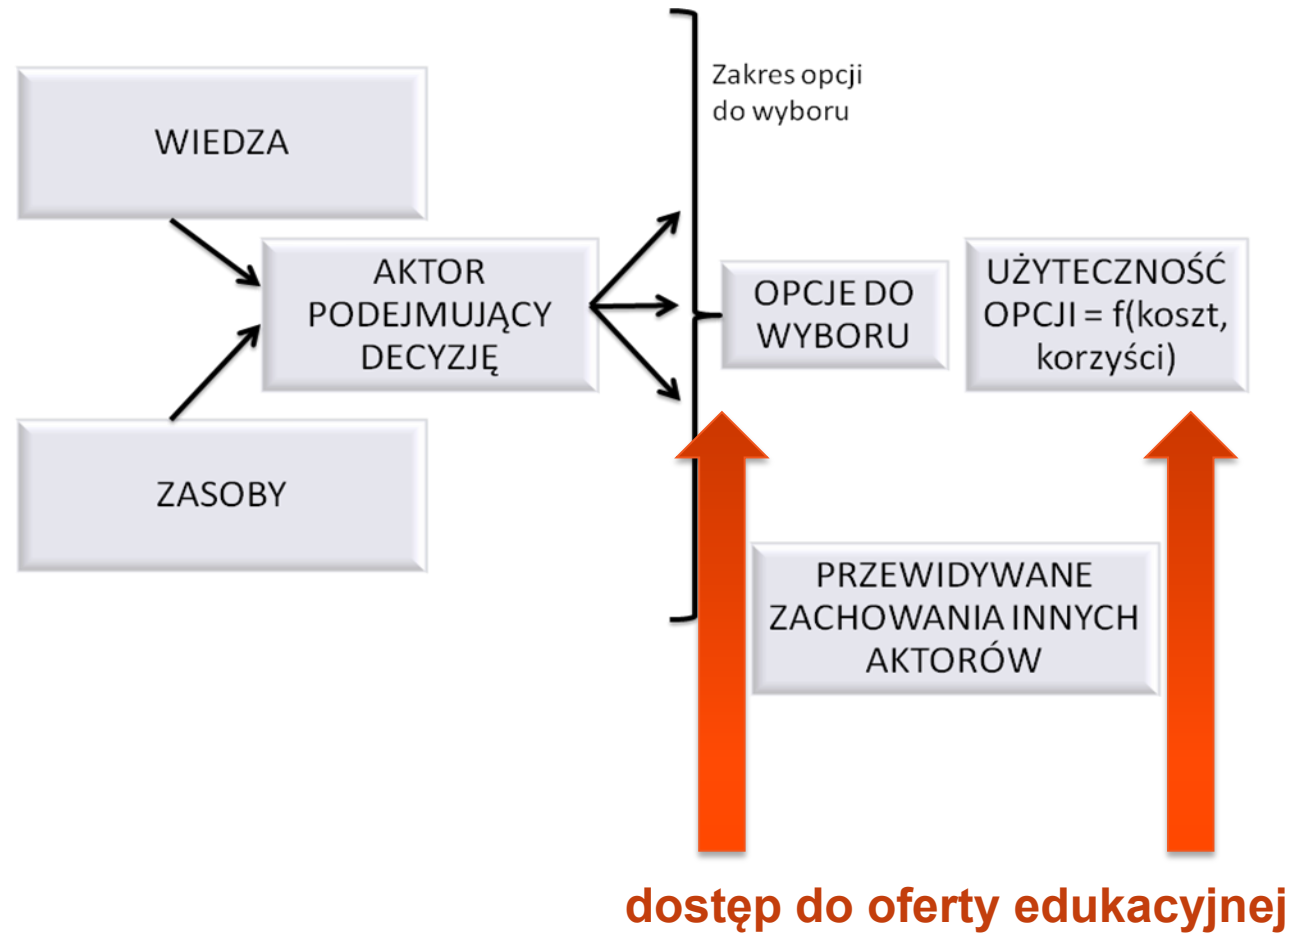 Zakres opcji
do wyboru
WIEDZA
AKTOR
PODEJMUJĄCY
DECYZJĘ
OPCJE DO
WYBORU
UŻYTECZNOŚĆ
OPCJI = f(koszt,
korzyści)
ZASOBY
PRZEWIDYWANE
ZACHOWANIA INNYCH
AKTORÓW
dostęp do oferty edukacyjnej